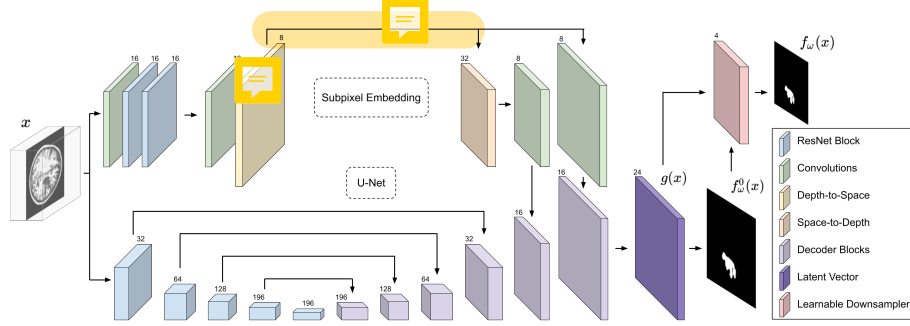 x
16 16 16
8
Subpixel Embedding
32
8
8
4
f_ω(x)
U-Net
32
64
128
196
196
196
128
64
32
16
16
24
g(x)
f_ω^0(x)
ResNet Block
Convolutions
Depth-to-Space
Space-to-Depth
Decoder Blocks
Latent Vector
Learnable Downsampler